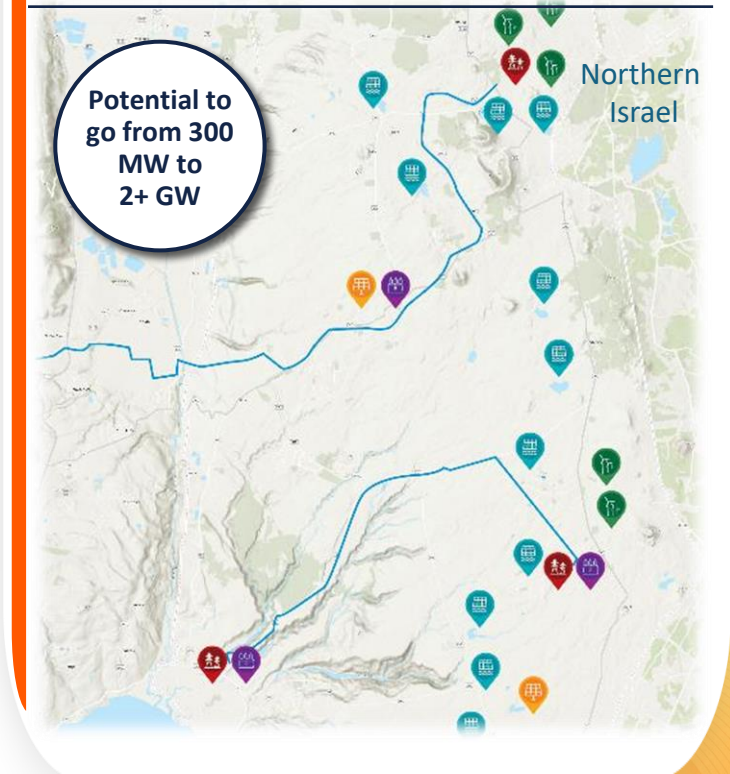 Potential to
go from 300
MW to
2+ GW
Northern
Israel